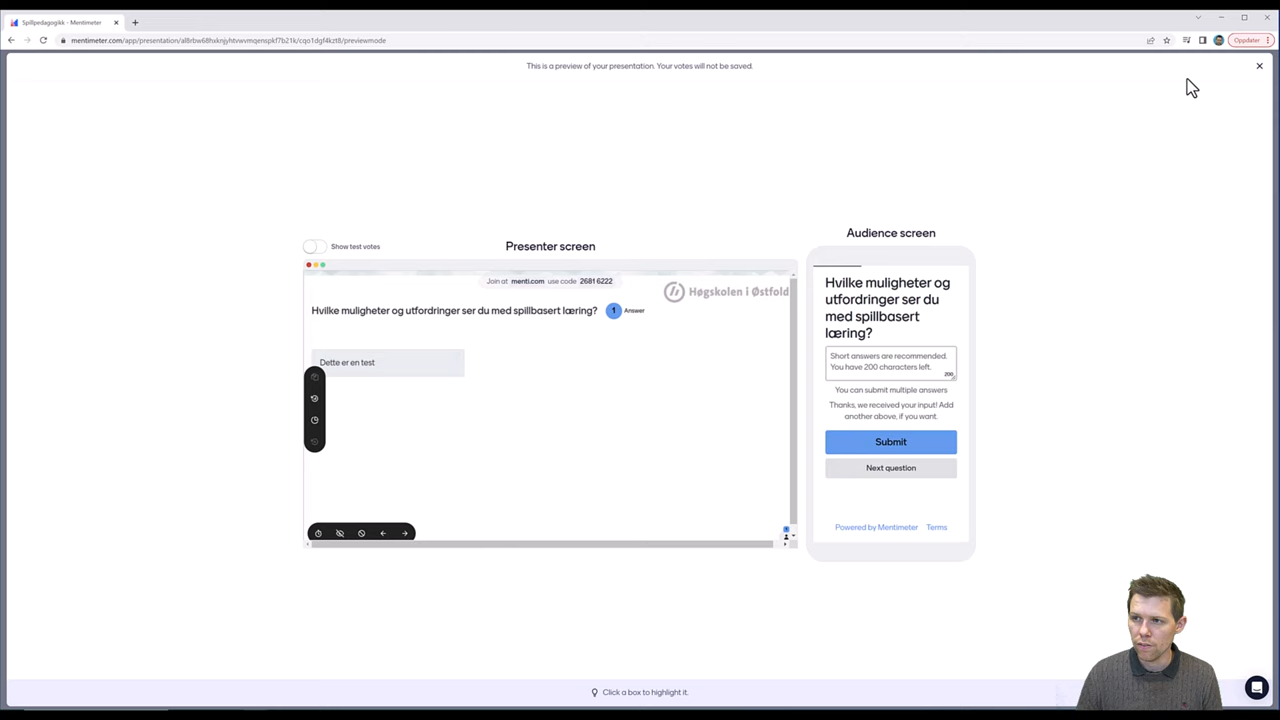 Spillpedagogikk - Mentimeter
mentimeter.com/app/presentation/al8rbw68hxknjyhtvwvmqenspkf7b21k/cqo1dgf4kzt8/previewmode
Oppdater
This is a preview of your presentation. Your votes will not be saved.
Show test votes
Presenter screen
Join at menti.com use code 2681 6222
Høgskolen i Østfold
Hvilke muligheter og utfordringer ser du med spillbasert læring?
1 Answer
Dette er en test
Audience screen
Hvilke muligheter og
utfordringer ser du
med spillbasert
læring?
Short answers are recommended.
You have 200 characters left.
200
You can submit multiple answers
Thanks, we received your input! Add
another above, if you want.
Submit
Next question
Powered by Mentimeter Terms
Click a box to highlight it.